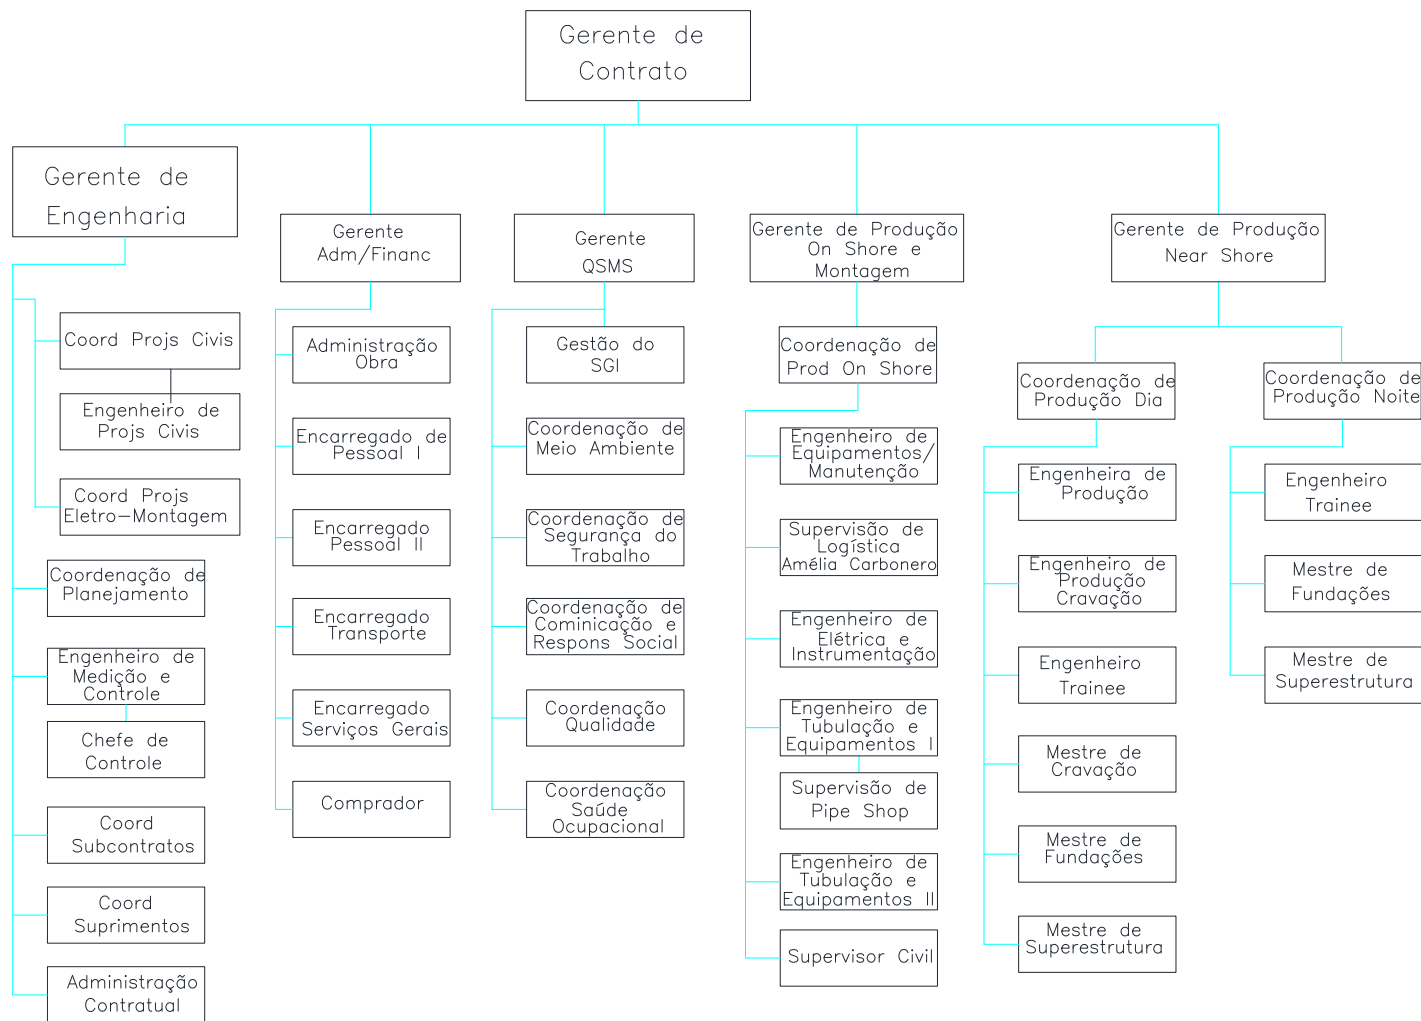 Gerente de
Contrato
Gerente de
Engenharia
Coord Projs Civis
Engenheiro de
Projs Civis
Coord Projs
Eletro-Montagem
Coordenação de
Planejamento
Engenheiro de
Medição e
Controle
Chefe de
Controle
Coord
Subcontratos
Coord
Suprimentos
Administração
Contratual
Gerente
Adm/Financ
Administração
Obra
Encarregado de
Pessoal I
Encarregado
Pessoal II
Encarregado
Transporte
Encarregado
Serviços Gerais
Comprador
Gerente
QSMS
Gestão do
SGI
Coordenação de
Meio Ambiente
Coordenação de
Segurança do
Trabalho
Coordenação de
Cominicação e
Respons Social
Coordenação
Qualidade
Coordenação
Saúde
Ocupacional
Gerente de Produção
On Shore e
Montagem
Coordenação de
Prod On Shore
Engenheiro de
Equipamentos/
Manutenção
Supervisão de
Logística
Amélia Carbonero
Engenheiro de
Elétrica e
Instrumentação
Engenheiro de
Tubulação e
Equipamentos I
Supervisão de
Pipe Shop
Engenheiro de
Tubulação e
Equipamentos II
Supervisor Civil
Gerente de Produção
Near Shore
Coordenação de
Produção Dia
Engenheira de
Produção
Engenheiro de
Produção
Cravação
Engenheiro
Trainee
Mestre de
Cravação
Mestre de
Fundações
Mestre de
Superestrutura
Coordenação de
Produção Noite
Engenheiro
Trainee
Mestre de
Fundações
Mestre de
Superestrutura